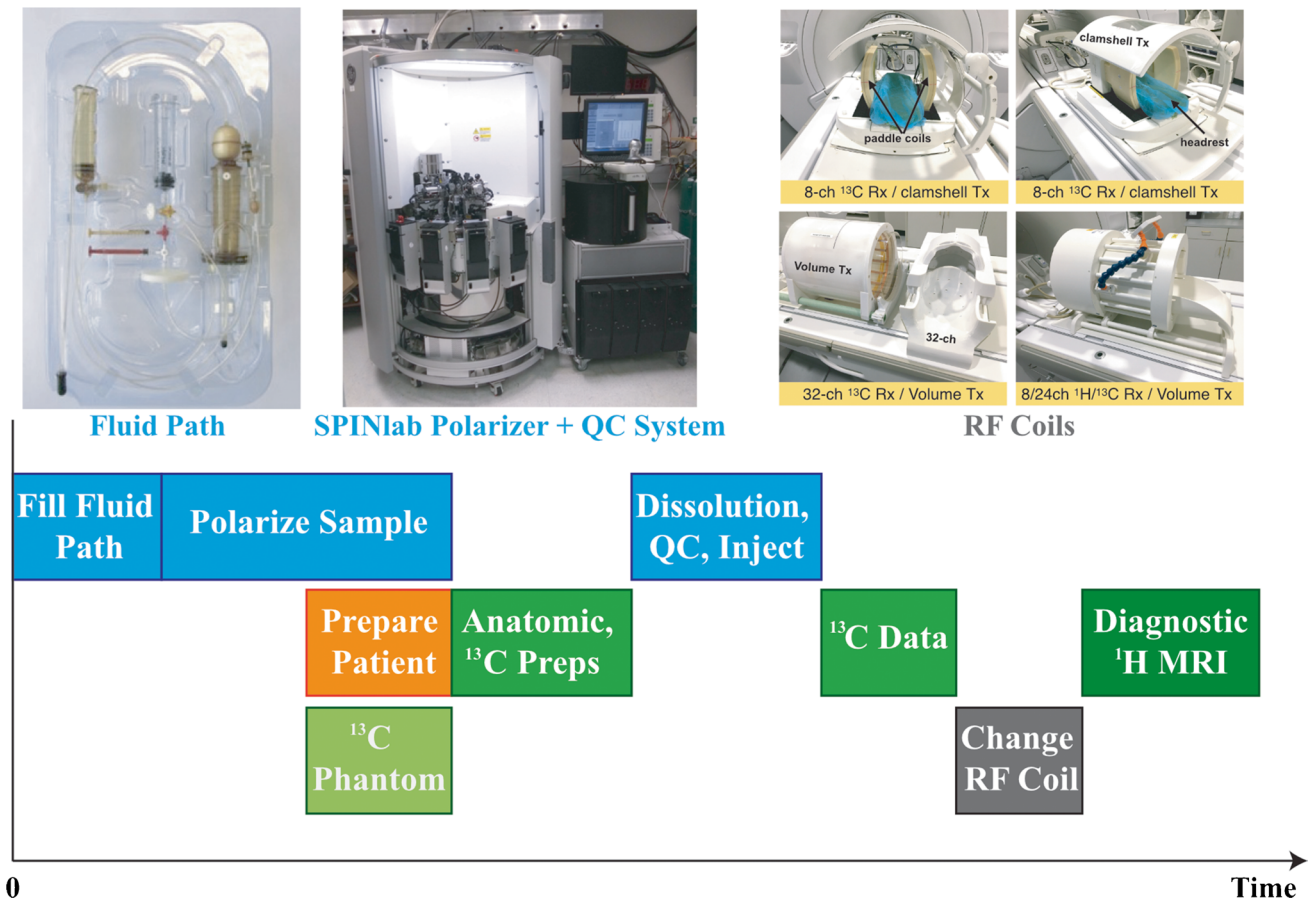 clamshell Tx
paddle coils
headrest
8-ch ¹³C Rx / clamshell Tx
8-ch ¹³C Rx / clamshell Tx
Volume Tx
32-ch
32-ch ¹³C Rx / Volume Tx
8/24ch ¹H/¹³C Rx / Volume Tx
Fluid Path
SPINlab Polarizer + QC System
RF Coils
Fill Fluid
Path
Polarize Sample
Dissolution,
QC, Inject
Prepare
Patient
Anatomic,
¹³C Preps
¹³C Data
Diagnostic
¹H MRI
¹³C
Phantom
Change
RF Coil
0
Time